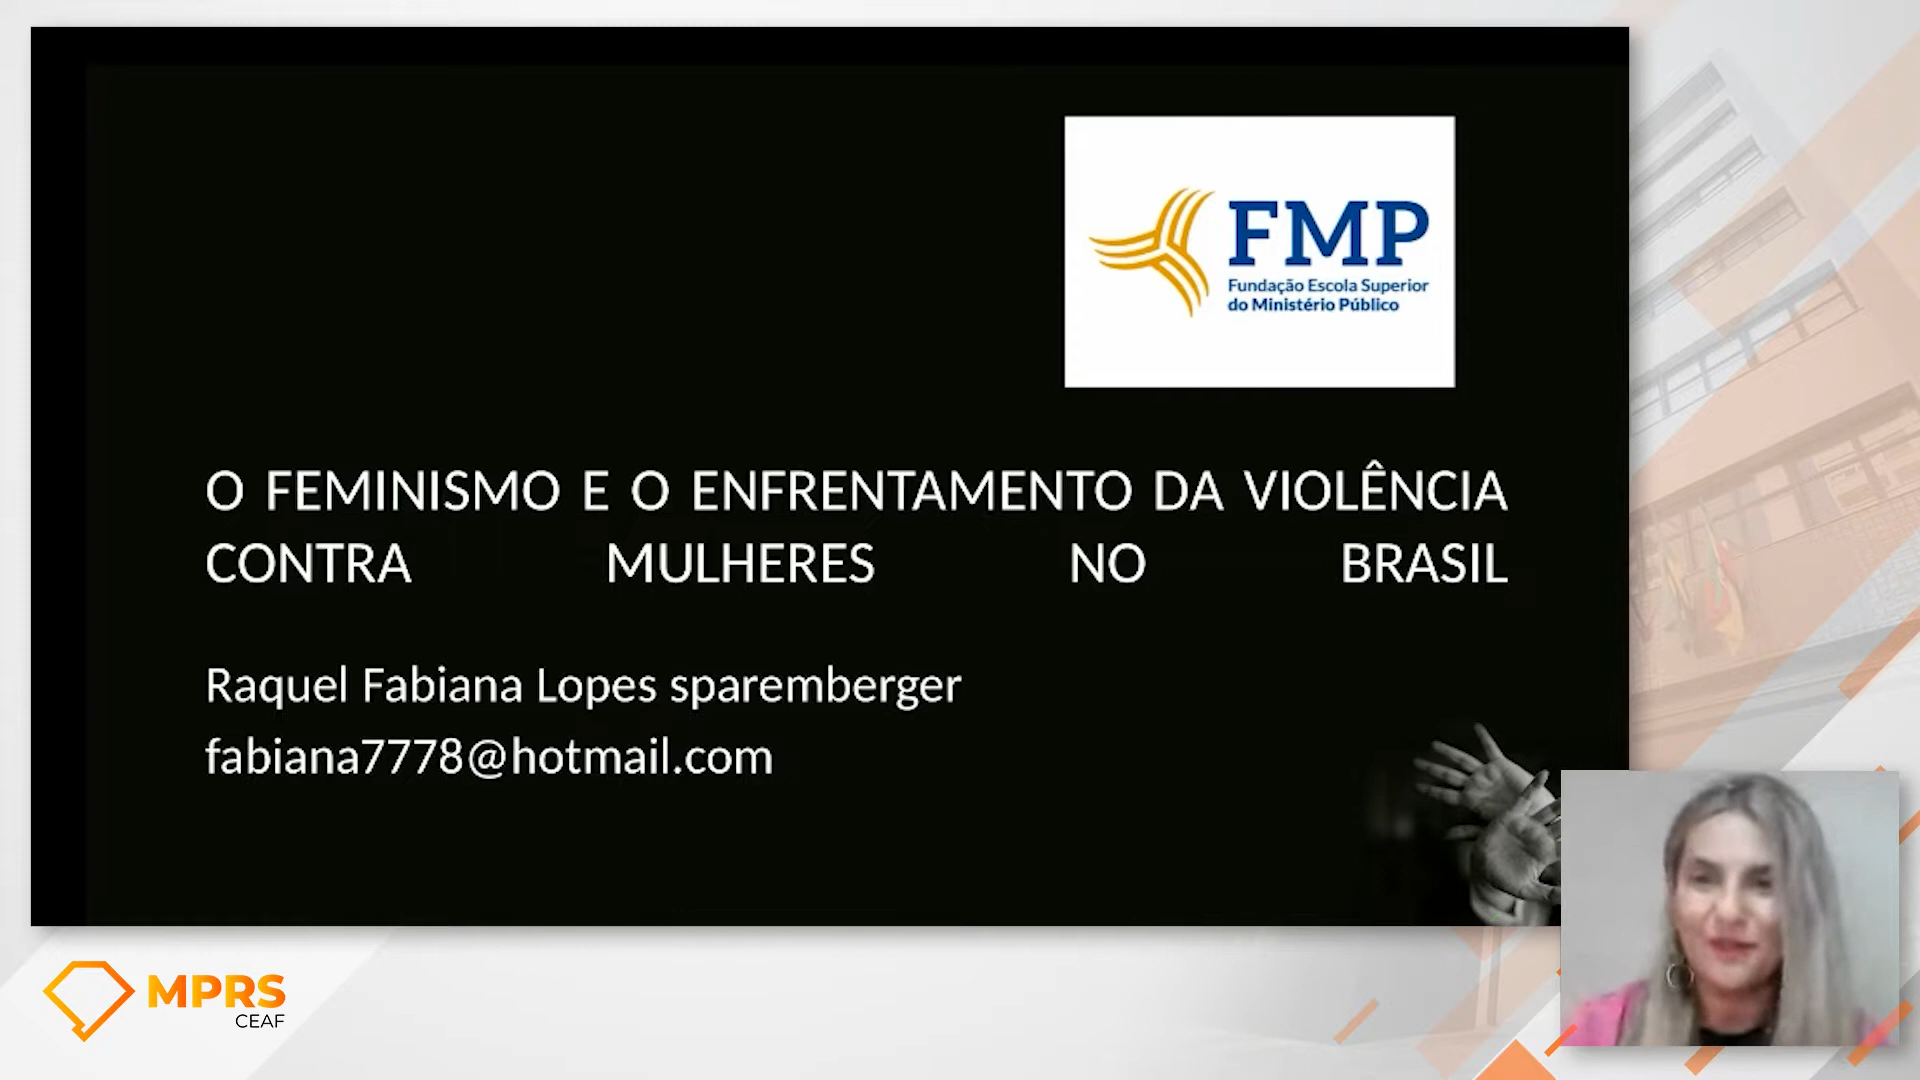 FMP
Fundação Escola Superior
do Ministério Público
O FEMINISMO E O ENFRENTAMENTO DA VIOLÊNCIA
CONTRA MULHERES NO BRASIL
Raquel Fabiana Lopes sparemberger
fabiana7778@hotmail.com
MPRS
CEAF